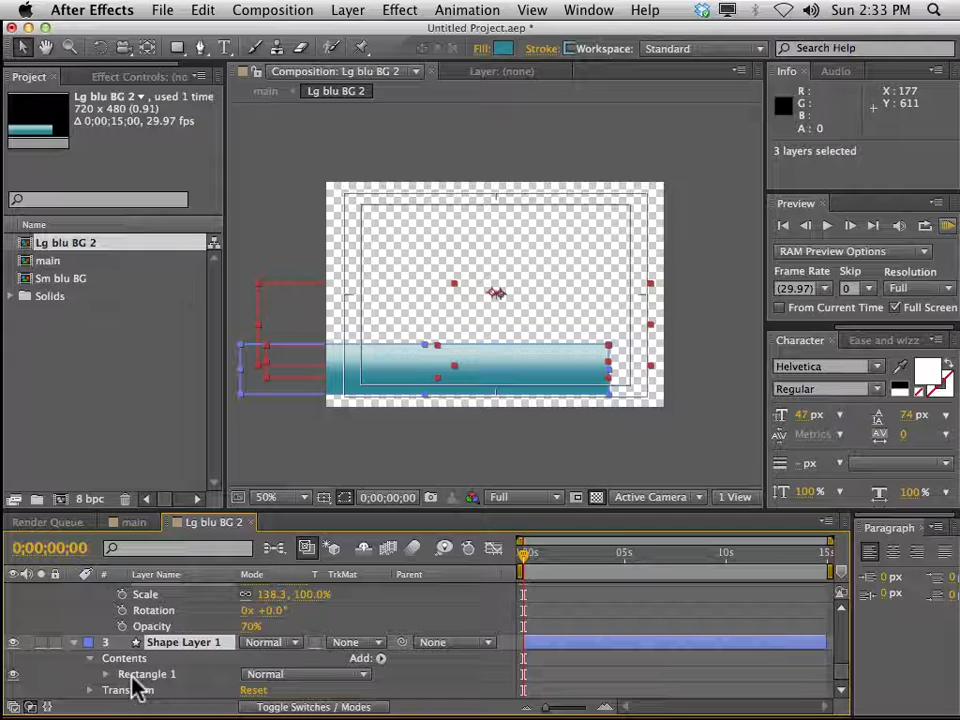 After Effects File Edit Composition Layer Effect Animation View Window Help Sun 2:33 PM
Untitled Project.aep *
Fill: Stroke: Workspace: Standard Search Help
Project Effect Controls: (no
Composition: Lg blu BG 2 Layer: (none)
Info Audio
main Lg blu BG 2
Lg blu BG 2 , used 1 time
720 x 480 (0.91)
Δ 0;00;15;00, 29.97 fps
R:
G:
B:
A: 0
X: 177
Y: 611
3 layers selected
Preview
RAM Preview Options
Frame Rate Skip Resolution
(29.97) 0 Full
From Current Time Full Screen
Name
Lg blu BG 2
main
Sm blu BG
Solids
Character Ease and wizz
Helvetica
Regular
47 px 74 px
Metrics 0
- px
100 % 100 %
8 bpc
50% 0;00;00;00 Full Active Camera 1 View
Render Queue main Lg blu BG 2
Paragraph
0;00;00;00
00s 05s 10s 15s
# Layer Name Mode T TrkMat Parent
Scale 138.3, 100.0%
Rotation 0x +0.0°
Opacity 70%
3 Shape Layer 1 Normal None None
Contents Add:
Rectangle 1 Normal
Transform Reset
Toggle Switches / Modes
0 px 0 px
0 px 0 px